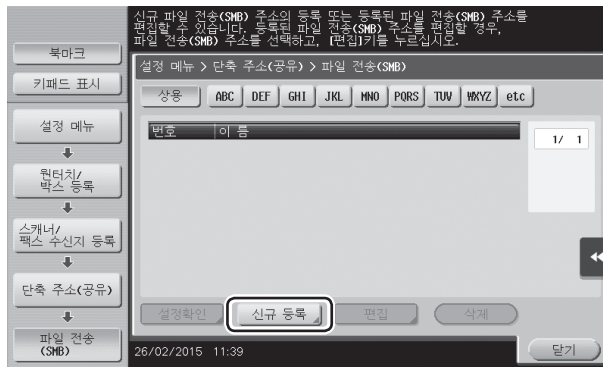 신규 파일 전송(SMB) 주소의 등록 또는 등록된 파일 전송(SMB) 주소를
편집할 수 있습니다. 등록된 파일 전송(SMB) 주소를 편집할 경우,
파일 전송(SMB) 주소를 선택하고, [편집]키를 누르십시오.
북마크
키패드 표시
설정 메뉴
원터치/
박스 등록
스캐너/
팩스 수신지 등록
단축 주소(공유)
파일 전송
(SMB)
설정 메뉴 > 단축 주소(공유) > 파일 전송(SMB)
상용 ABC DEF GHI JKL MNO PQRS TUV WXYZ etc
번호 이 름
1/ 1
설정확인 신규 등록 편집 삭제
26/02/2015 11:39
닫기